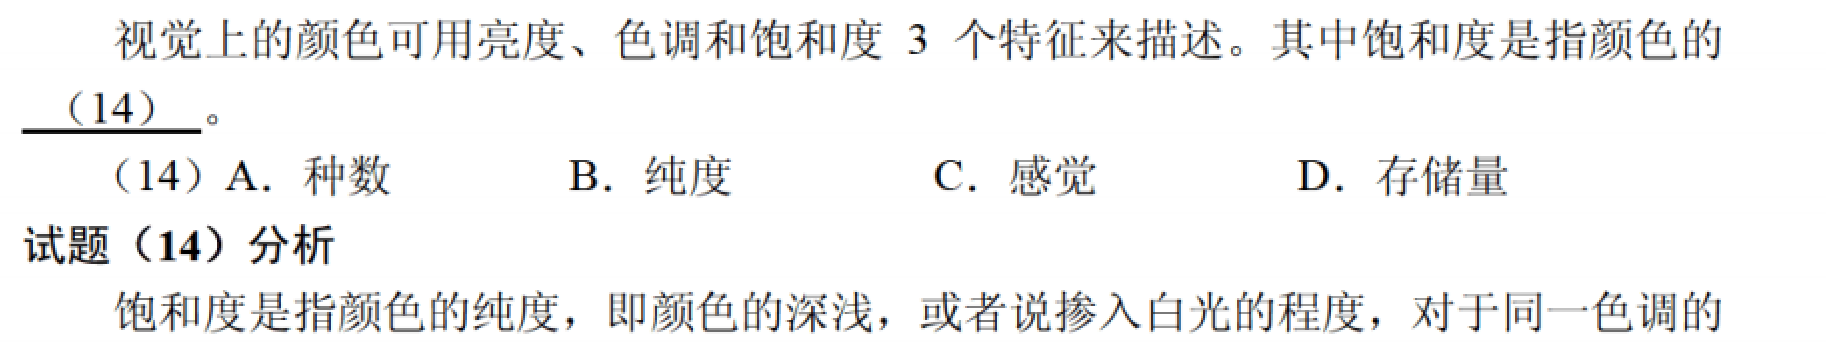 视觉上的颜色可用亮度、色调和饱和度 3 个特征来描述。其中饱和度是指颜色的
（14）。
（14）A．种数 B．纯度 C．感觉 D．存储量
试题（14）分析
饱和度是指颜色的纯度，即颜色的深浅，或者说掺入白光的程度，对于同一色调的